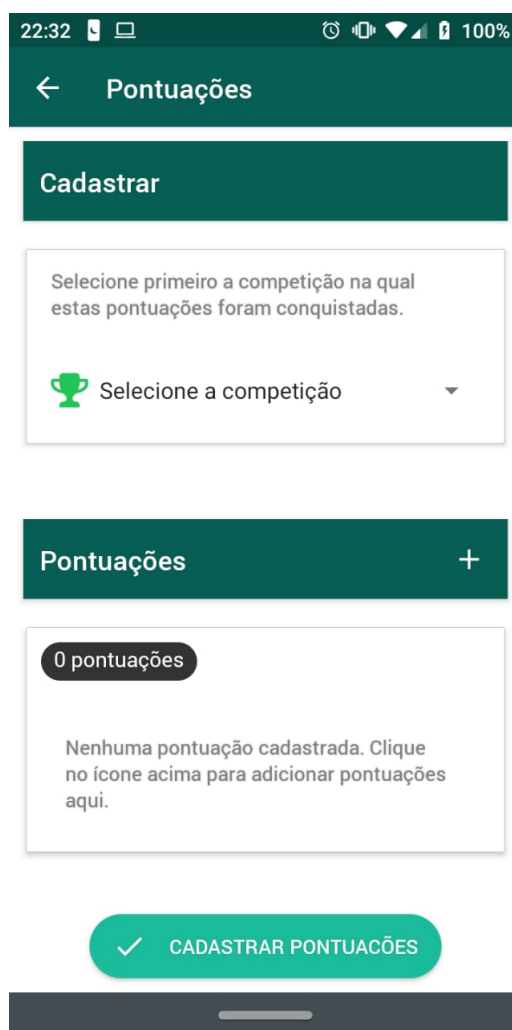 22:32 100%
Pontuações
Cadastrar
Selecione primeiro a competição na qual
estas pontuações foram conquistadas.
Selecione a competição
Pontuações +
0 pontuações
Nenhuma pontuação cadastrada. Clique
no ícone acima para adicionar pontuações
aqui.
CADASTRAR PONTUACÕES